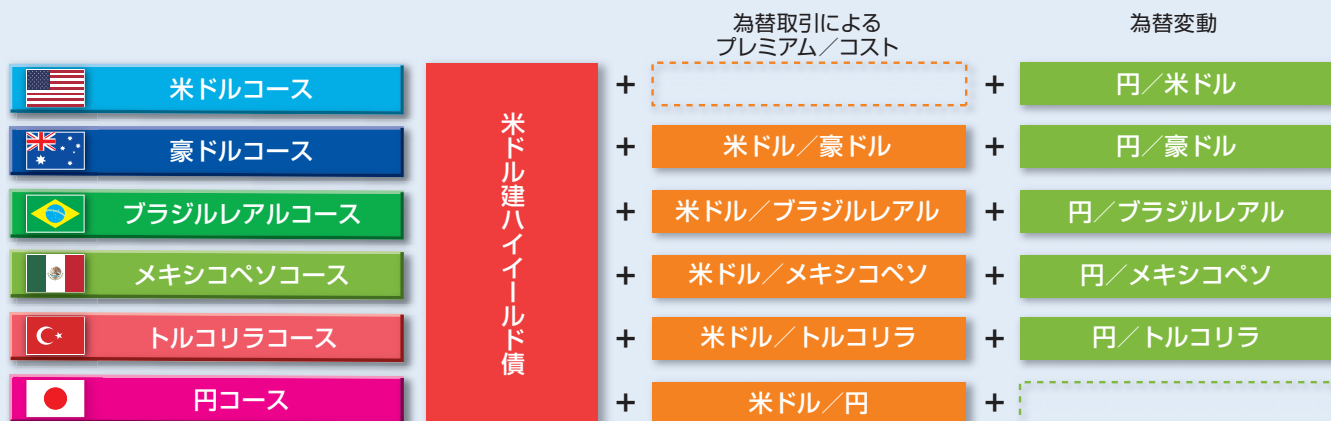 為替取引による
プレミアム／コスト
為替変動
米ドルコース
+
+
円／米ドル
豪ドルコース
+
米ドル／豪ドル
+
円／豪ドル
ブラジルレアルコース
+
米ドル／ブラジルレアル
+
円／ブラジルレアル
メキシコペソコース
+
米ドル／メキシコペソ
+
円／メキシコペソ
トルコリラコース
+
米ドル／トルコリラ
+
円／トルコリラ
円コース
+
米ドル／円
+
米ドル建ハイイールド債